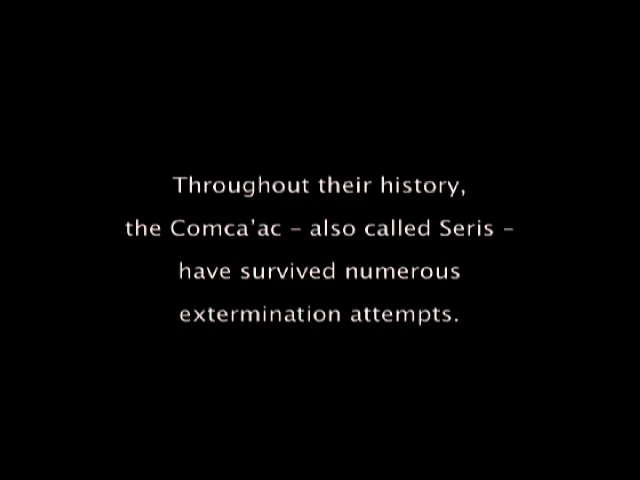 Throughout their history,
the Comca'ac – also called Seris –
have survived numerous
extermination attempts.